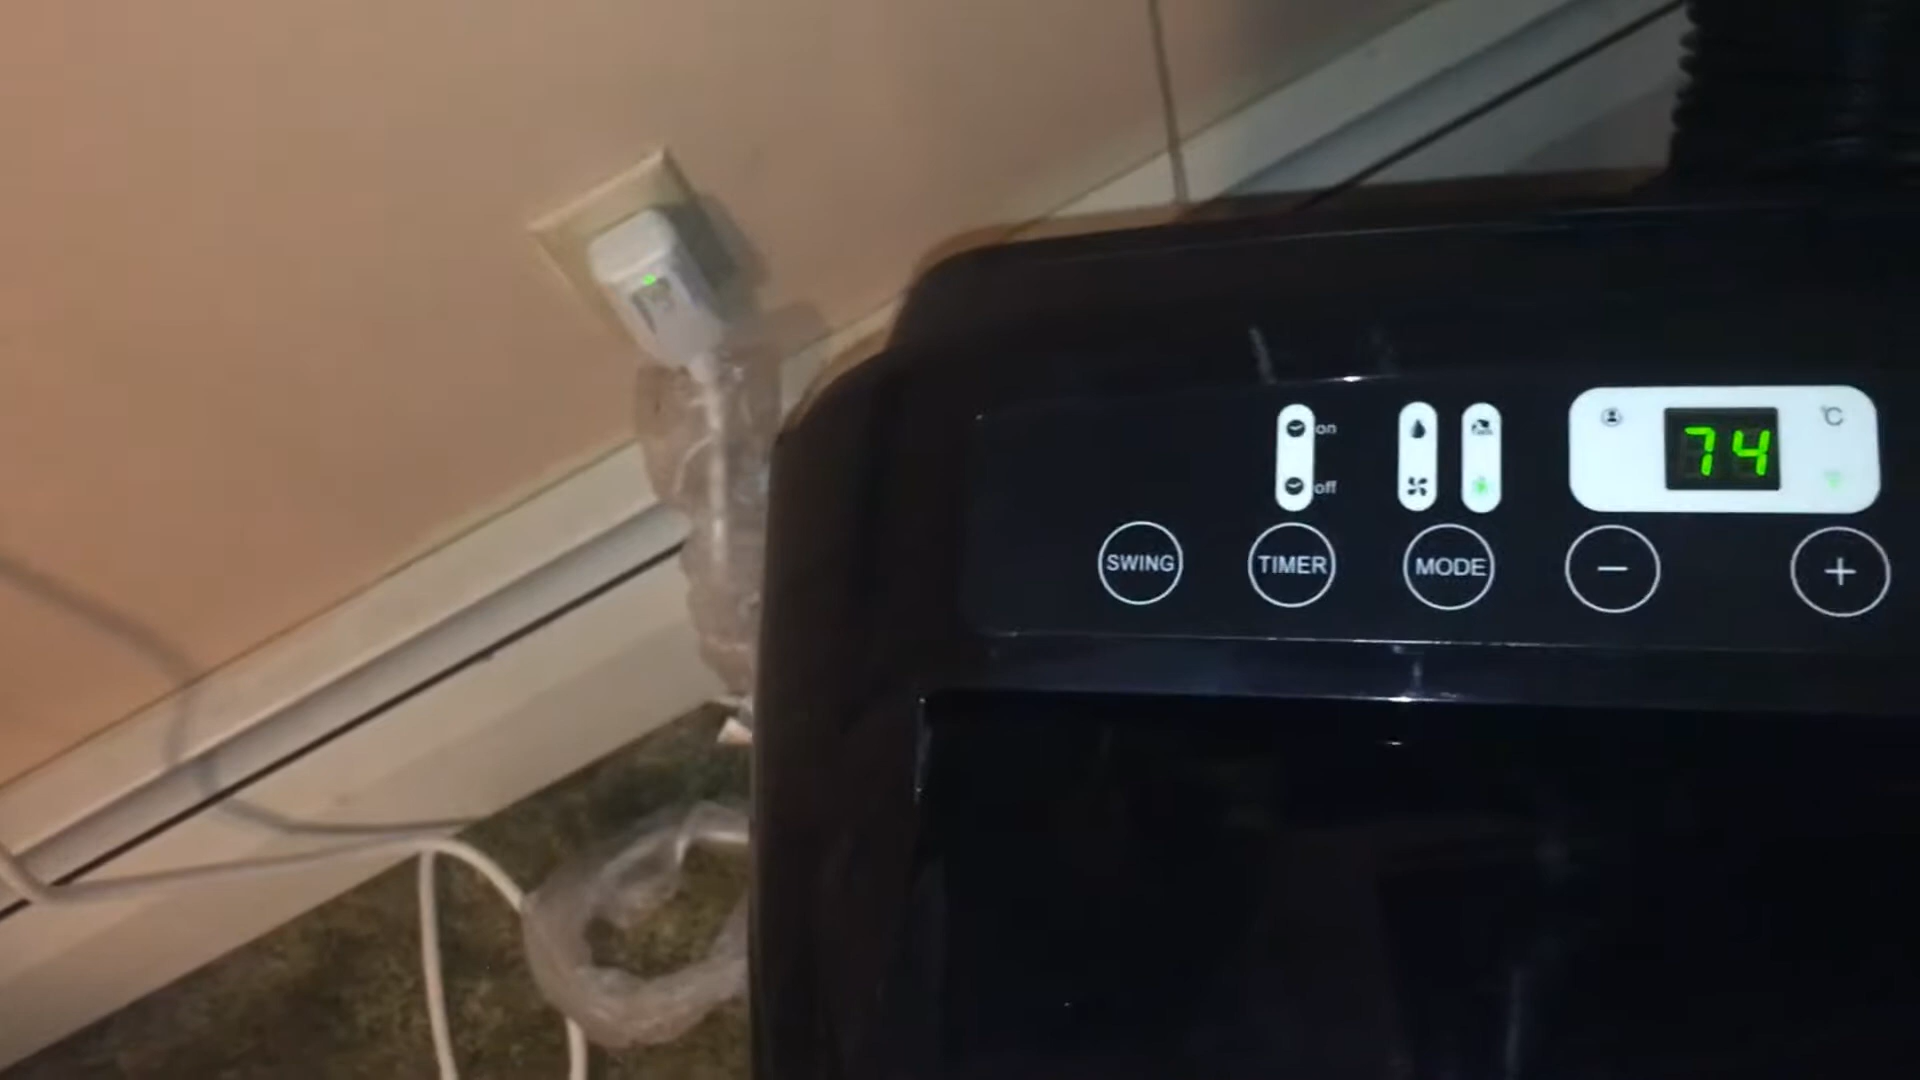 on
off
°C
74
SWING
TIMER
MODE
−
+